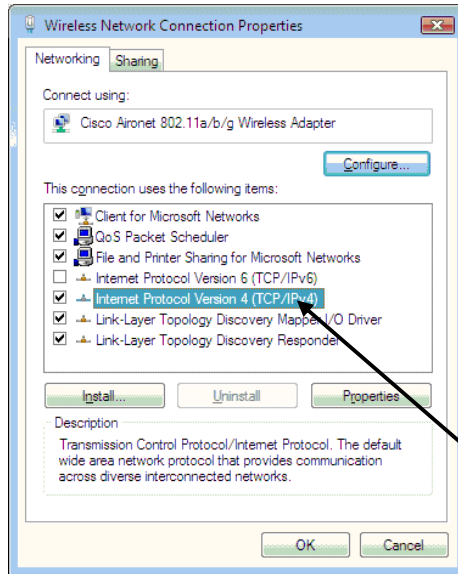 Wireless Network Connection Properties
Networking Sharing
Connect using:
Cisco Aironet 802.11a/b/g Wireless Adapter
Configure...
This connection uses the following items:
Client for Microsoft Networks
QoS Packet Scheduler
File and Printer Sharing for Microsoft Networks
Internet Protocol Version 6 (TCP/IPv6)
Internet Protocol Version 4 (TCP/IPv4)
Link-Layer Topology Discovery Mapper I/O Driver
Link-Layer Topology Discovery Responder
Install... Uninstall Properties
Description
Transmission Control Protocol/Internet Protocol. The default
wide area network protocol that provides communication
across diverse interconnected networks.
OK Cancel